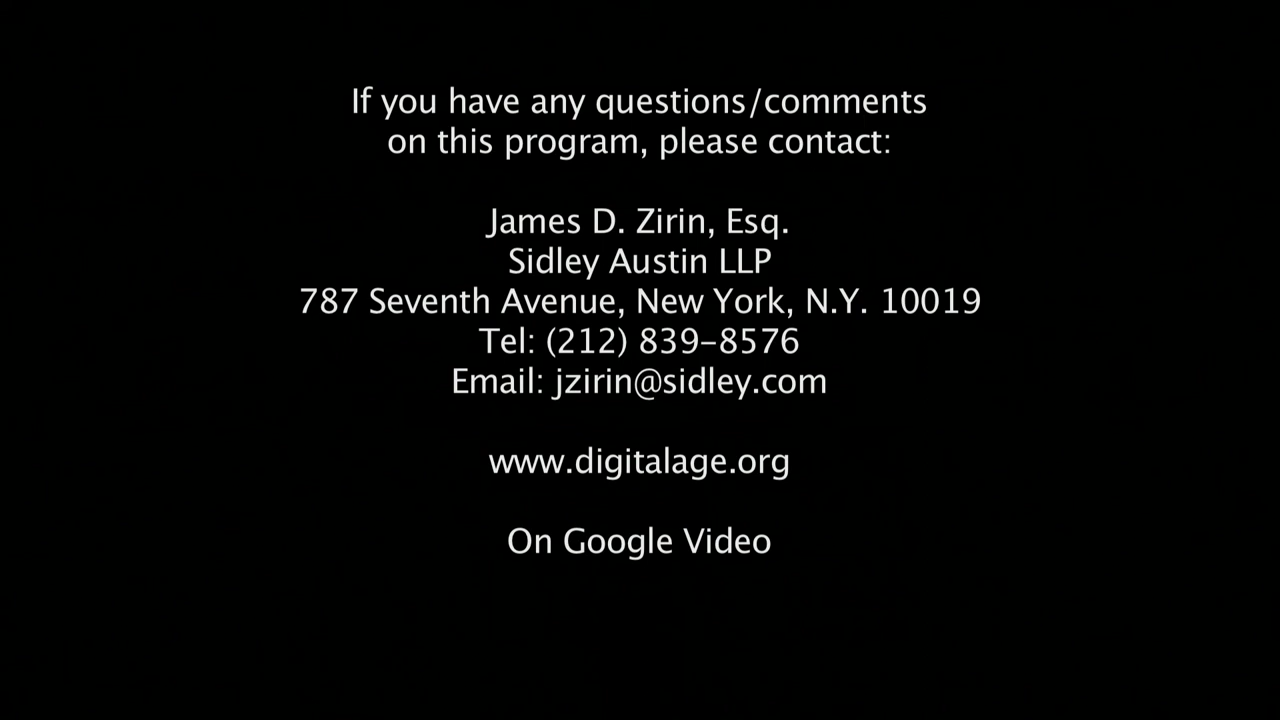 If you have any questions/comments
on this program, please contact:
James D. Zirin, Esq.
Sidley Austin LLP
787 Seventh Avenue, New York, N.Y. 10019
Tel: (212) 839-8576
Email: jzirin@sidley.com
www.digitalage.org
On Google Video